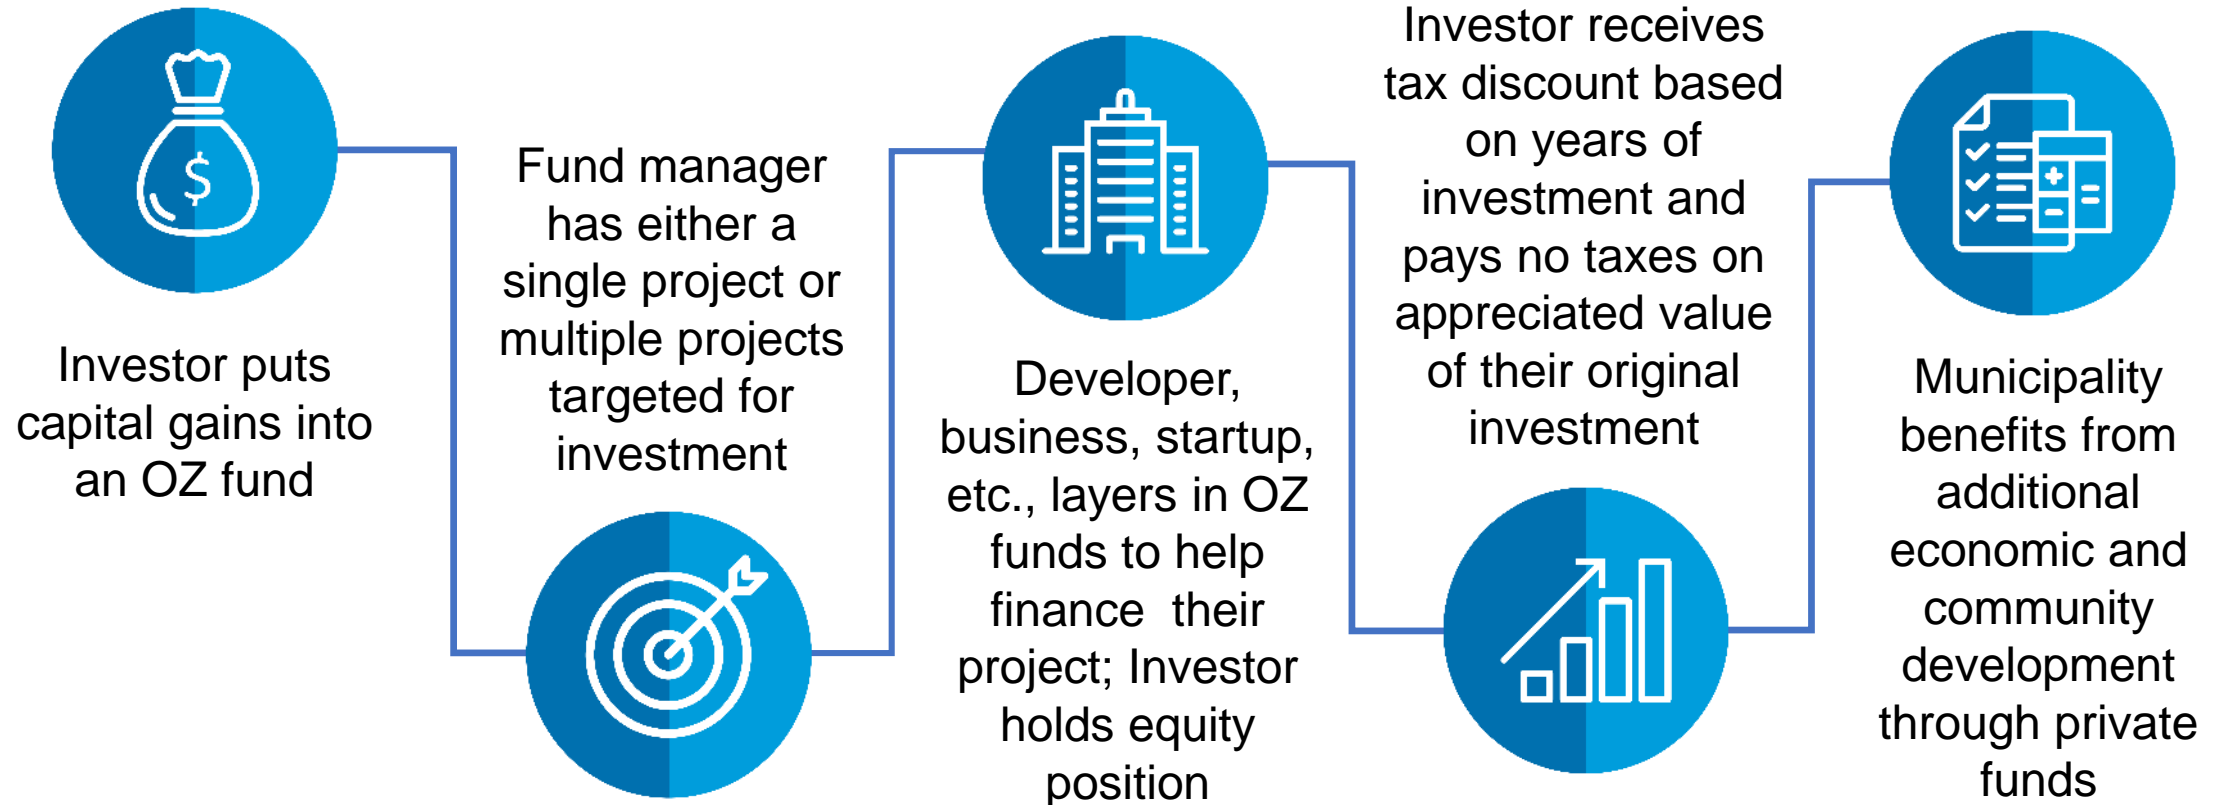 Investor puts
capital gains into
an OZ fund
Fund manager
has either a
single project or
multiple projects
targeted for
investment
Developer,
business, startup,
etc., layers in OZ
funds to help
finance  their
project; Investor
holds equity
position
Investor receives
tax discount based
on years of
investment and
pays no taxes on
appreciated value
of their original
investment
Municipality
benefits from
additional
economic and
community
development
through private
funds
$